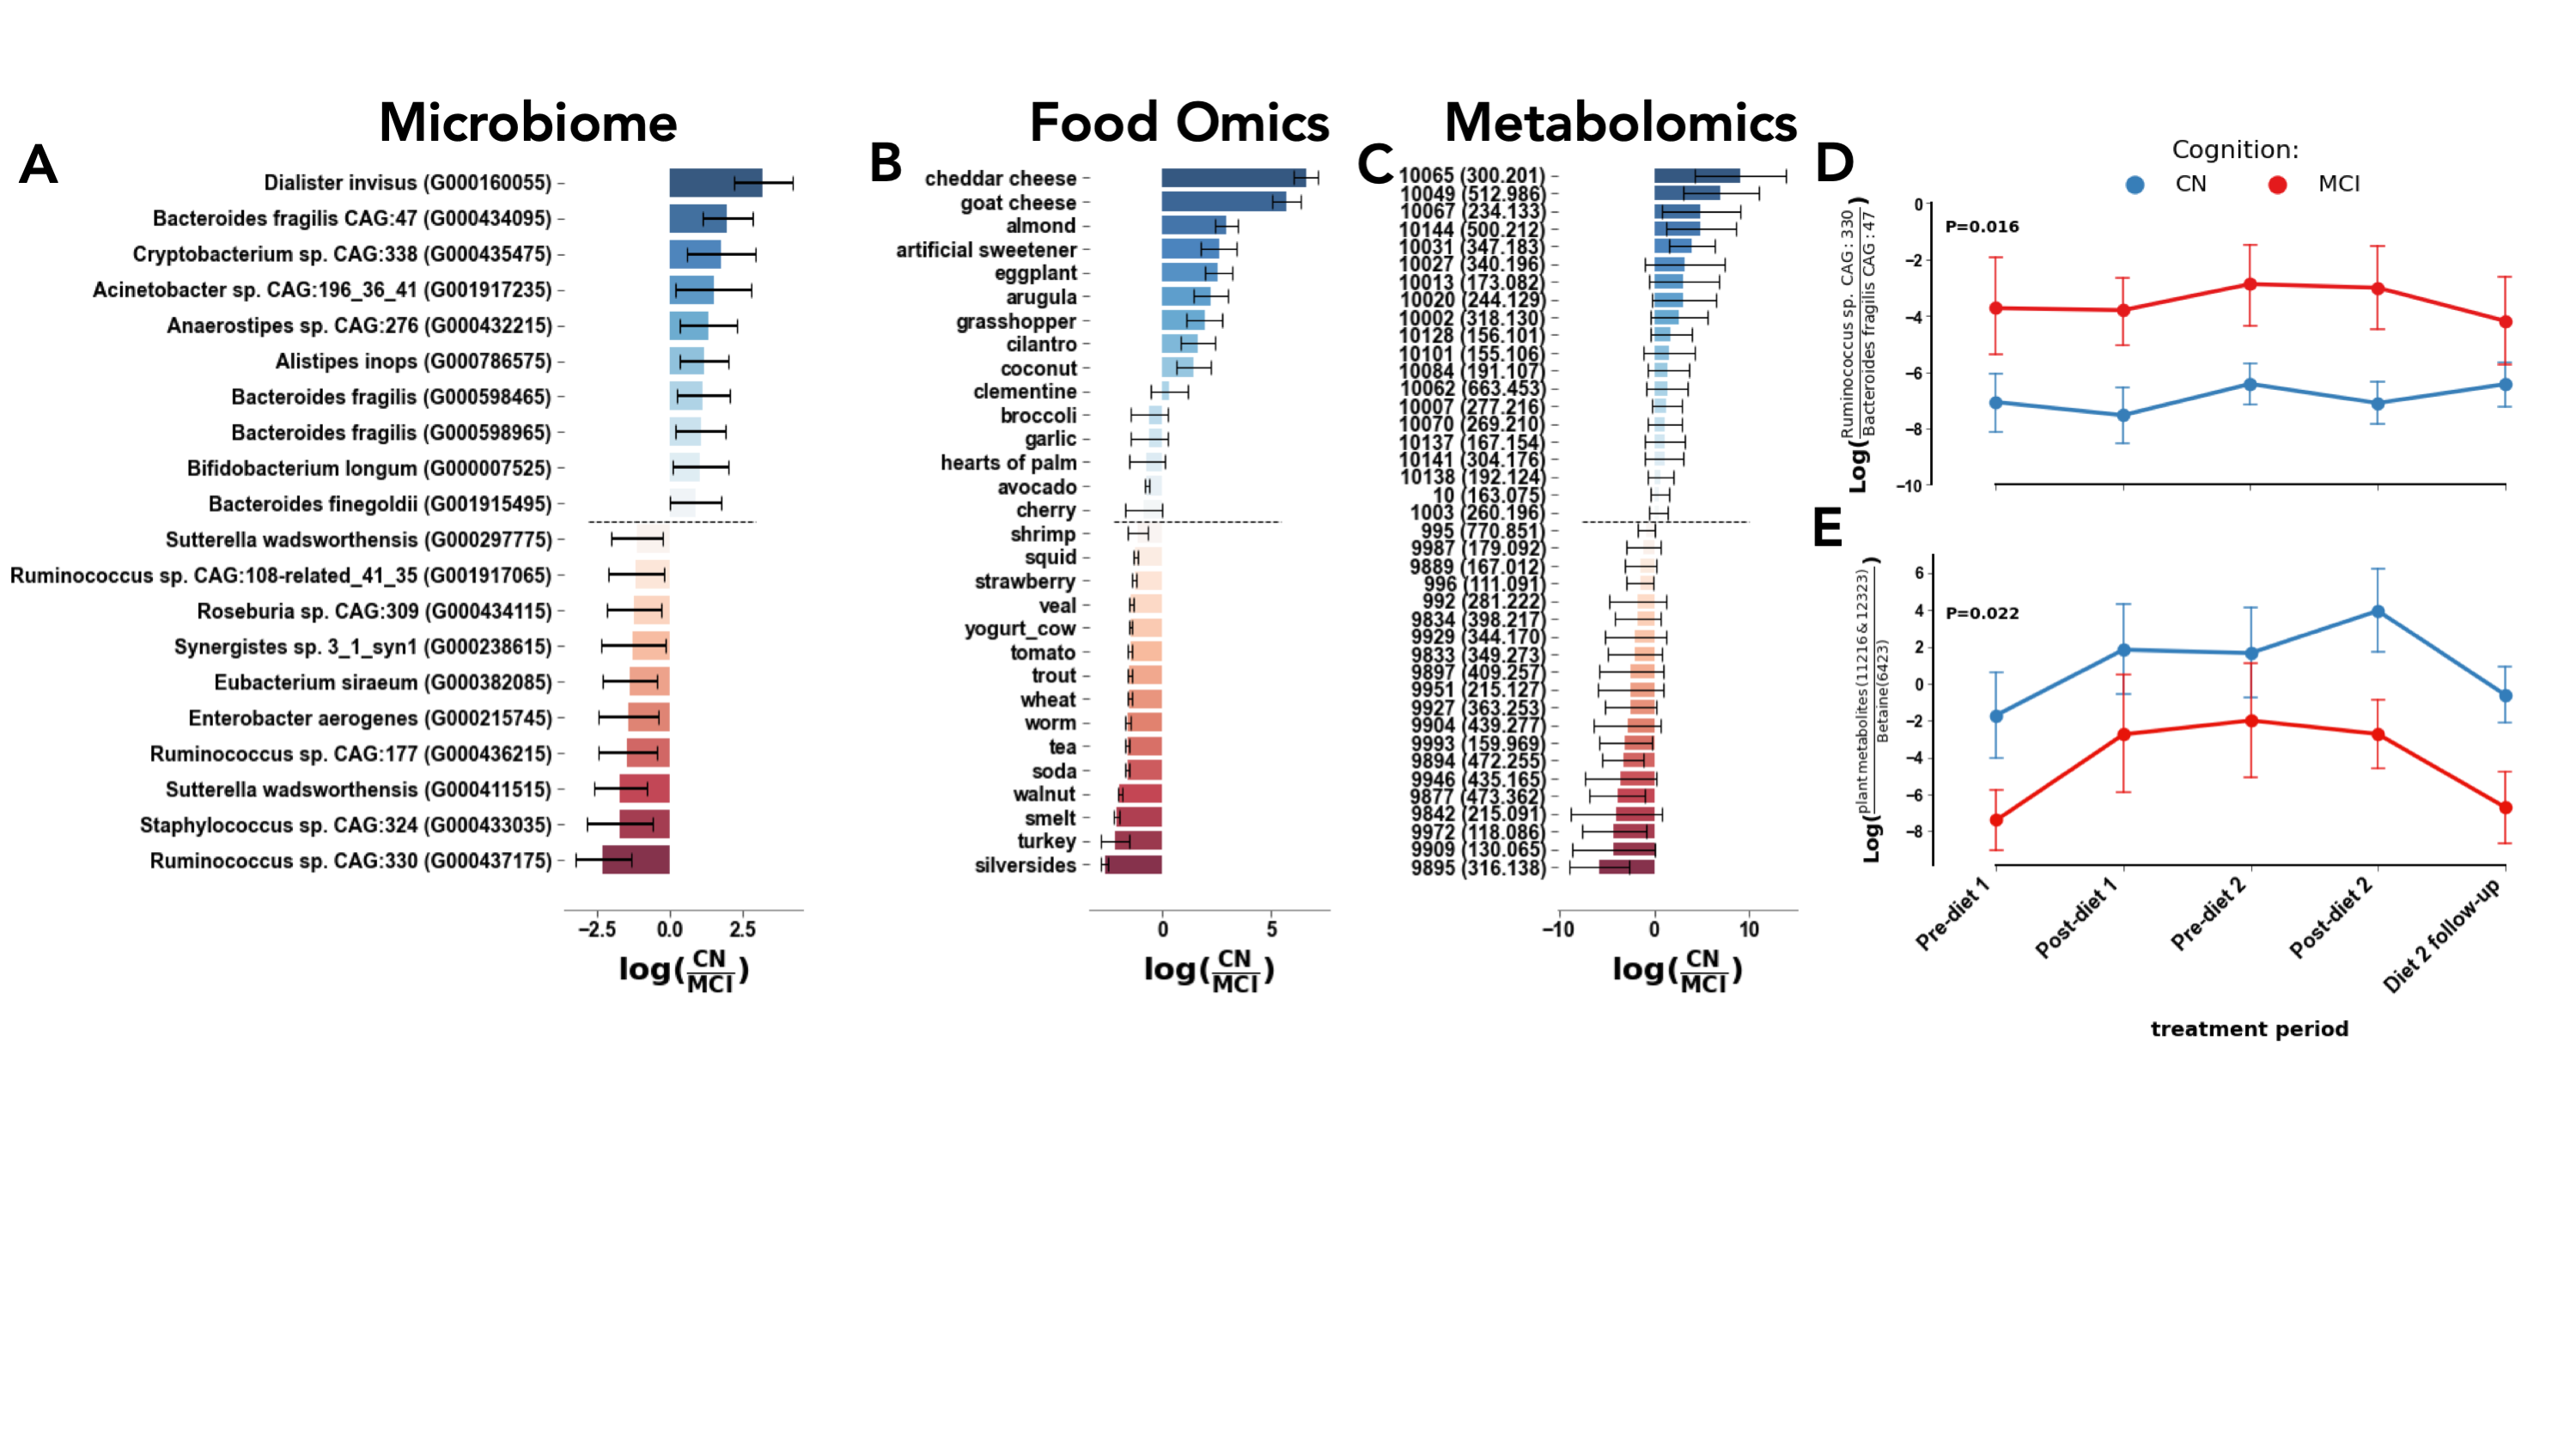 Microbiome
Food Omics
Metabolomics
A
Dialister invisus (G000160055)
Bacteroides fragilis CAG:47 (G000434095)
Cryptobacterium sp. CAG:338 (G000435475)
Acinetobacter sp. CAG:196_36_41 (G001917235)
Anaerostipes sp. CAG:276 (G000432215)
Alistipes inops (G000786575)
Bacteroides fragilis (G000598465)
Bacteroides fragilis (G000598965)
Bifidobacterium longum (G000007525)
Bacteroides finegoldii (G001915495)
Sutterella wadsworthensis (G000297775)
Ruminococcus sp. CAG:108-related_41_35 (G001917065)
Roseburia sp. CAG:309 (G000434115)
Synergistes sp. 3_1_syn1 (G000238615)
Eubacterium siraeum (G000382085)
Enterobacter aerogenes (G000215745)
Ruminococcus sp. CAG:177 (G000436215)
Sutterella wadsworthensis (G000411515)
Staphylococcus sp. CAG:324 (G000433035)
Ruminococcus sp. CAG:330 (G000437175)
−2.5 0.0 2.5
log(CN/MCI)
B
cheddar cheese
goat cheese
almond
artificial sweetener
eggplant
arugula
grasshopper
cilantro
coconut
clementine
broccoli
garlic
hearts of palm
avocado
cherry
shrimp
squid
strawberry
veal
yogurt_cow
tomato
trout
wheat
worm
tea
soda
walnut
smelt
turkey
silversides
0 5
log(CN/MCI)
C
10065 (300.201)
10049 (512.986)
10067 (234.133)
10144 (500.212)
10031 (347.183)
10027 (340.196)
10013 (173.082)
10020 (244.129)
10002 (318.130)
10128 (156.101)
10101 (155.106)
10084 (191.107)
10062 (663.453)
10007 (277.216)
10070 (269.210)
10137 (167.154)
10141 (304.176)
10138 (192.124)
10 (163.075)
1003 (260.196)
995 (770.851)
9987 (179.092)
9889 (167.012)
996 (111.091)
992 (281.222)
9834 (398.217)
9929 (344.170)
9833 (349.273)
9897 (409.257)
9951 (215.127)
9927 (363.253)
9904 (439.277)
9993 (159.969)
9894 (472.255)
9946 (435.165)
9877 (473.362)
9842 (215.091)
9972 (118.086)
9909 (130.065)
9895 (316.138)
−10 0 10
log(CN/MCI)
D
Cognition:
CN MCI
P=0.016
Log(Ruminococcus sp. CAG : 330/Bacteroides fragilis CAG : 47)
0
−2
−4
−6
−8
−10
E
P=0.022
Log(plant metabolites(11216 & 12323)/Betaine(6423))
6
4
2
0
−2
−4
−6
−8
Pre-diet 1
Post-diet 1
Pre-diet 2
Post-diet 2
Diet 2 follow-up
treatment period